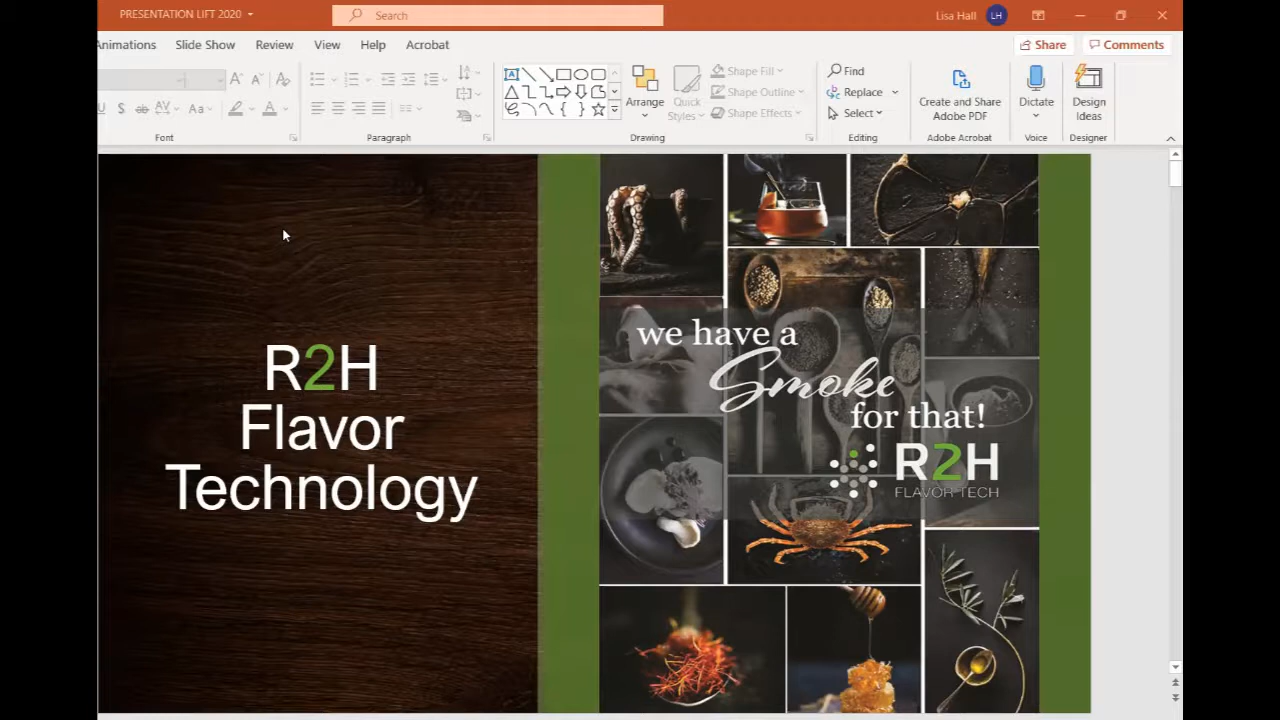 PRESENTATION LIFT 2020
Search
Lisa Hall
LH
Animations
Slide Show
Review
View
Help
Acrobat
Share
Comments
Font
Paragraph
Arrange
Quick
Styles
Shape Fill
Shape Outline
Shape Effects
Drawing
Find
Replace
Select
Editing
Create and Share
Adobe PDF
Adobe Acrobat
Dictate
Voice
Design
Ideas
Designer
R2H
Flavor
Technology
we have a
Smoke
for that!
R2H
FLAVOR TECH